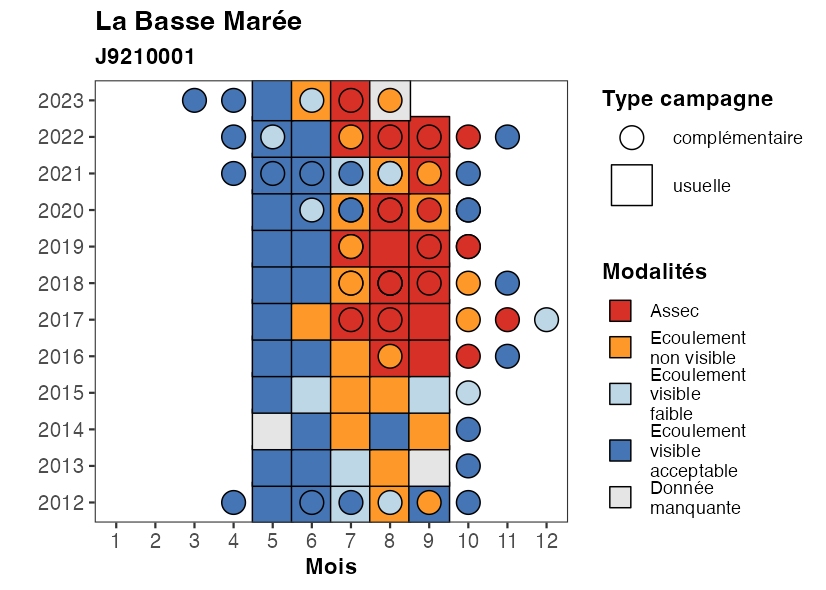 La Basse Marée
J9210001
2023
2022
2021
2020
2019
2018
2017
2016
2015
2014
2013
2012
1 2 3 4 5 6 7 8 9 10 11 12
Mois
Type campagne
complémentaire
usuelle
Modalités
Assec
Ecoulement
non visible
Ecoulement
visible
faible
Ecoulement
visible
acceptable
Donnée
manquante